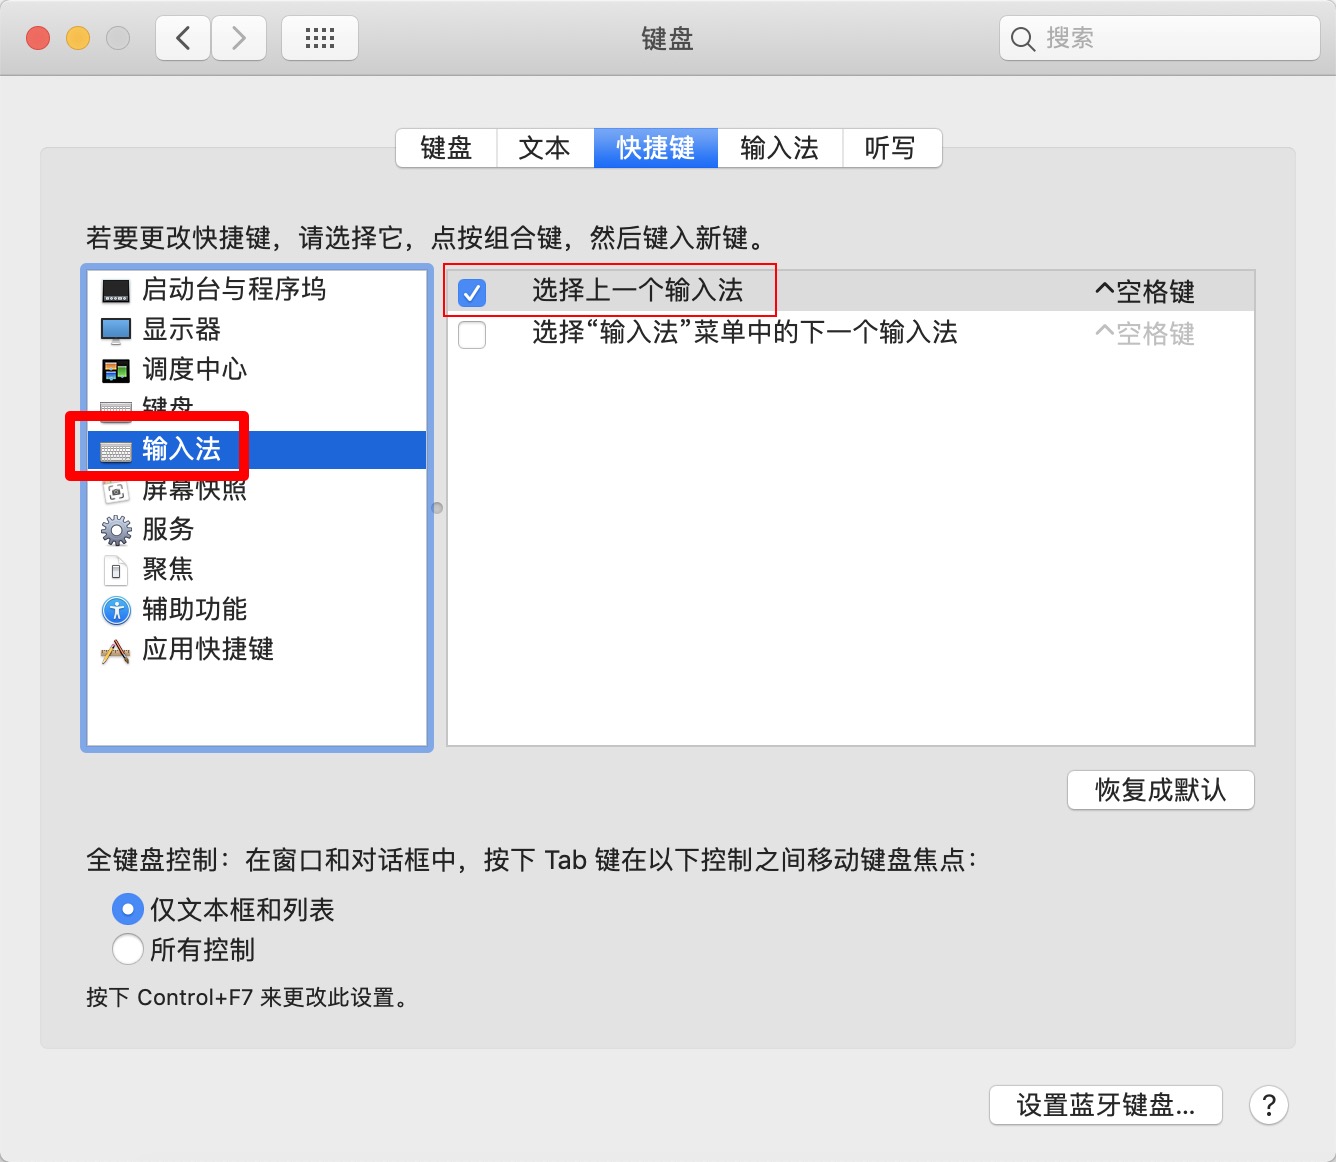 键盘
搜索
键盘 文本 快捷键 输入法 听写
若要更改快捷键，请选择它，点按组合键，然后键入新键。
启动台与程序坞
显示器
调度中心
键盘
输入法
屏幕快照
服务
聚焦
辅助功能
应用快捷键
选择上一个输入法 ^空格键
选择“输入法”菜单中的下一个输入法 ^空格键
恢复成默认
全键盘控制：在窗口和对话框中，按下 Tab 键在以下控制之间移动键盘焦点：
仅文本框和列表
所有控制
按下 Control+F7 来更改此设置。
设置蓝牙键盘... ?